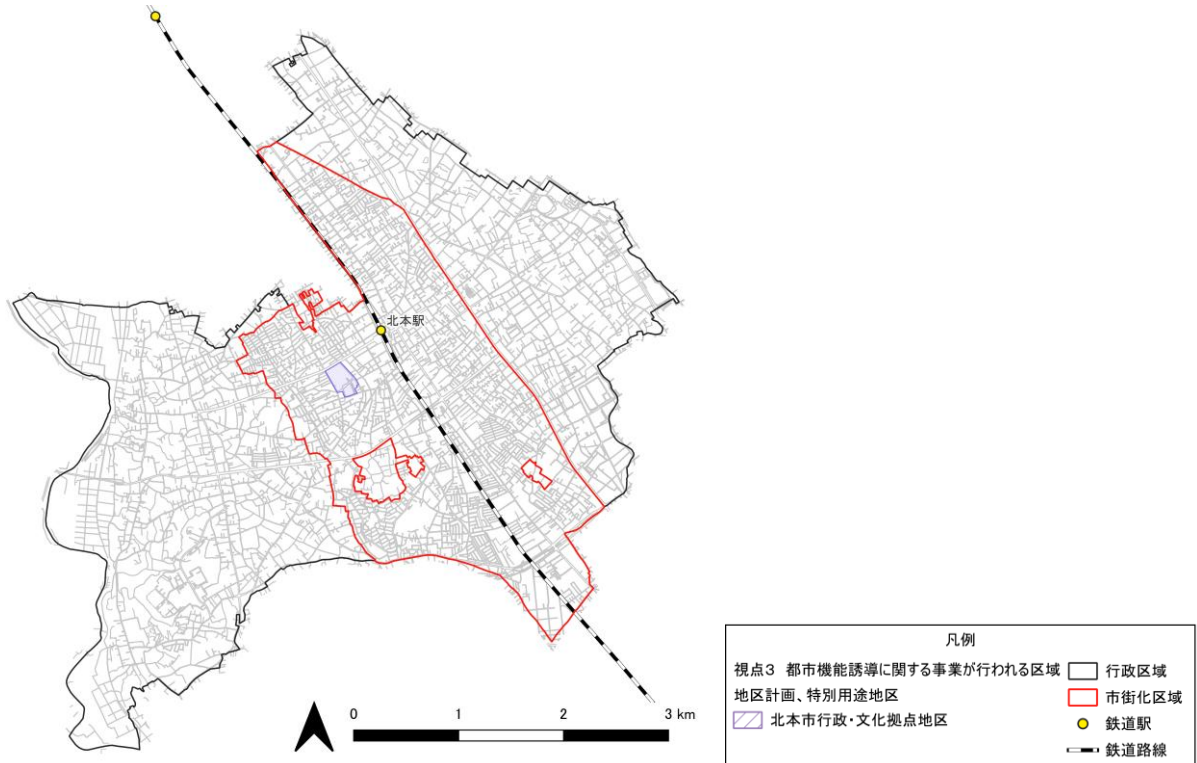 北本駅
0 1 2 3 km
凡例
視点3 都市機能誘導に関する事業が行われる区域
地区計画、特別用途地区
北本市行政・文化拠点地区
行政区域
市街化区域
鉄道駅
鉄道路線